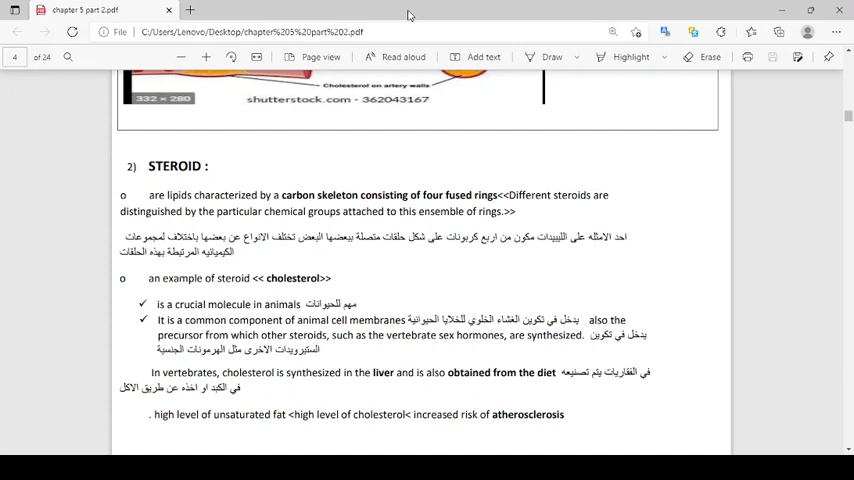 chapter 5 part 2.pdf
File C:/Users/Lenovo/Desktop/chapter%205%20part%202.pdf
4 of 24 Page view Read aloud Add text Draw Highlight Erase
Cholesterol on artery walls
332 × 280 shutterstock.com · 362043167
2) STEROID :
o are lipids characterized by a carbon skeleton consisting of four fused rings<<Different steroids are
distinguished by the particular chemical groups attached to this ensemble of rings.>>
احد الامثله على الليبيدات مكون من اربع كربونات على شكل حلقات متصلة ببعضها البعض تختلف الانواع عن بعضها باختلاف لمجموعات
الكيميائيه المرتبطة بهذه الحلقات
o an example of steroid << cholesterol>>
✓ is a crucial molecule in animals مهم للحيوانات
✓ It is a common component of animal cell membranes يدخل في تكوين الغشاء الخلوي للخلايا الحيوانية also the
precursor from which other steroids, such as the vertebrate sex hormones, are synthesized. يدخل في تكوين
الستيرويدات الاخرى مثل الهرمونات الجنسية
In vertebrates, cholesterol is synthesized in the liver and is also obtained from the diet في الفقاريات يتم تصنيعه
في الكبد او اخذه عن طريق الاكل
. high level of unsaturated fat <high level of cholesterol< increased risk of atherosclerosis